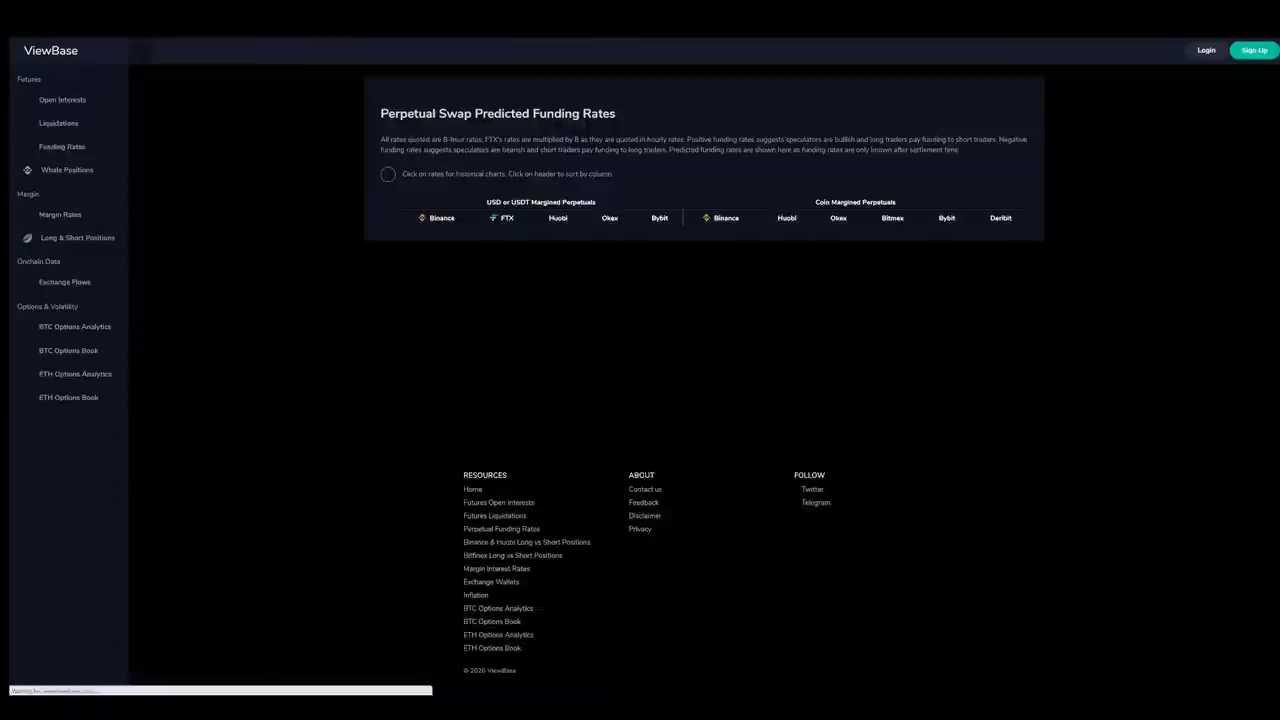 ViewBase
Login
Sign Up
Futures
Open Interests
Liquidations
Funding Rates
Whale Positions
Margin
Margin Rates
Long & Short Positions
Onchain Data
Exchange Flows
Options & Volatility
BTC Options Analytics
BTC Options Book
ETH Options Analytics
ETH Options Book
Perpetual Swap Predicted Funding Rates
All rates quoted are 8-hour rates; FTX's rates are multiplied by 8 as they are quoted in hourly rates. Positive funding rates suggests speculators are bullish and long traders pay funding to short traders. Negative
funding rates suggests speculators are bearish and short traders pay funding to long traders. Predicted funding rates are shown here as funding rates are only known after settlement time.
Click on rates for historical charts. Click on header to sort by column.
USD or USDT Margined Perpetuals
Coin Margined Perpetuals
Binance FTX Huobi Okex Bybit Binance Huobi Okex Bitmex Bybit Deribit
RESOURCES
Home
Futures Open Interests
Futures Liquidations
Perpetual Funding Rates
Binance & Huobi Long vs Short Positions
Bitfinex Long vs Short Positions
Margin Interest Rates
Exchange Wallets
Inflation
BTC Options Analytics
BTC Options Book
ETH Options Analytics
ETH Options Book
© 2020 ViewBase
ABOUT
Contact us
Feedback
Disclaimer
Privacy
FOLLOW
Twitter
Telegram